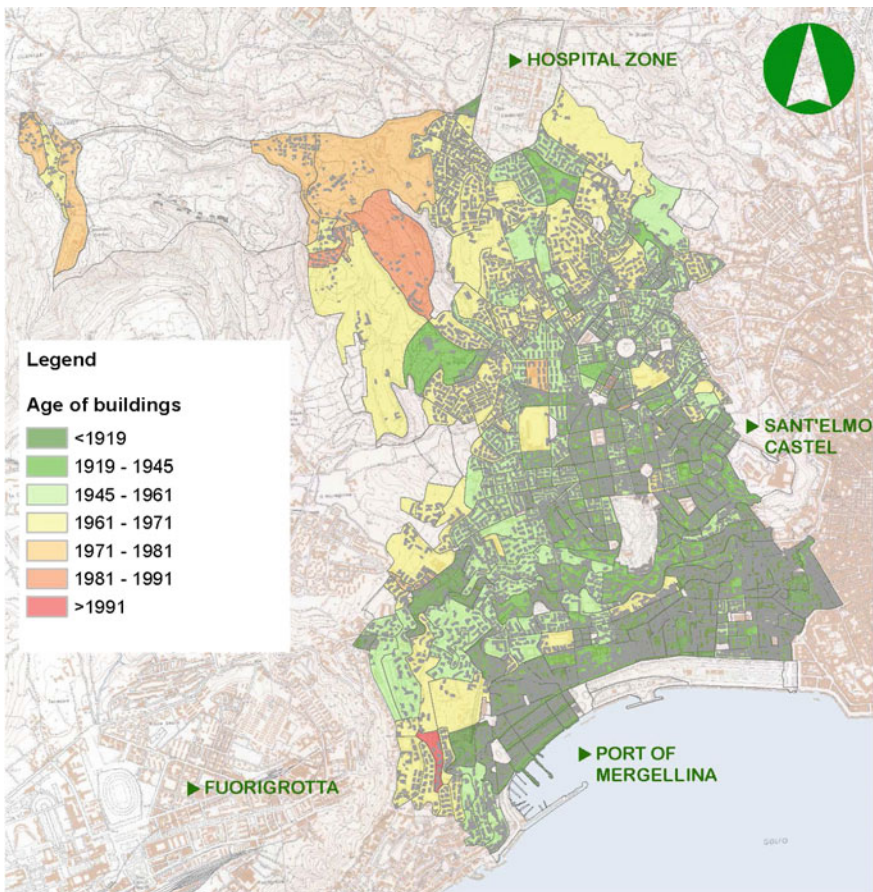 HOSPITAL ZONE
Legend
Age of buildings
<1919
1919 - 1945
1945 - 1961
1961 - 1971
1971 - 1981
1981 - 1991
>1991
SANT'ELMO
CASTEL
PORT OF
MERGELLINA
FUORIGROTTA